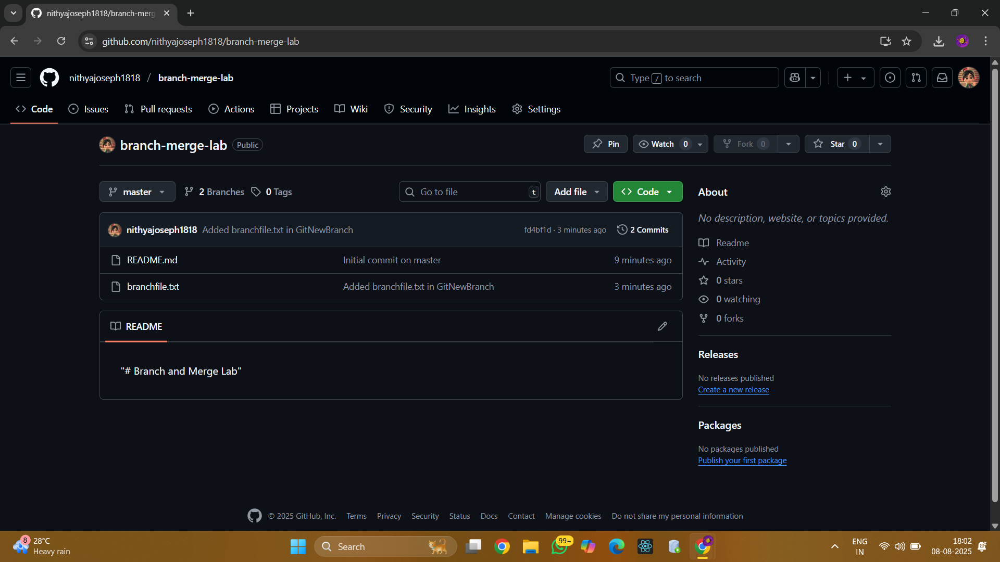 nithyajoseph1818/branch-merg
github.com/nithyajoseph1818/branch-merge-lab
nithyajoseph1818 / branch-merge-lab
Type / to search
Code Issues Pull requests Actions Projects Wiki Security Insights Settings
branch-merge-lab Public
Pin Watch 0 Fork 0 Star 0
master 2 Branches 0 Tags Go to file t Add file Code
nithyajoseph1818 Added branchfile.txt in GitNewBranch fd4bf1d · 3 minutes ago 2 Commits
README.md Initial commit on master 9 minutes ago
branchfile.txt Added branchfile.txt in GitNewBranch 3 minutes ago
README
"# Branch and Merge Lab"
About
No description, website, or topics provided.
Readme
Activity
0 stars
0 watching
0 forks
Releases
No releases published
Create a new release
Packages
No packages published
Publish your first package
© 2025 GitHub, Inc. Terms Privacy Security Status Docs Contact Manage cookies Do not share my personal information
8 28°C
Heavy rain
Search
99+
ENG
IN
18:02
08-08-2025